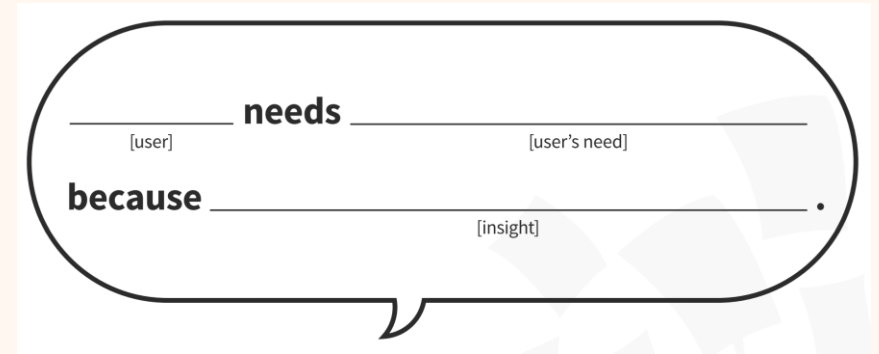 needs
[user] [user’s need]
because .
[insight]